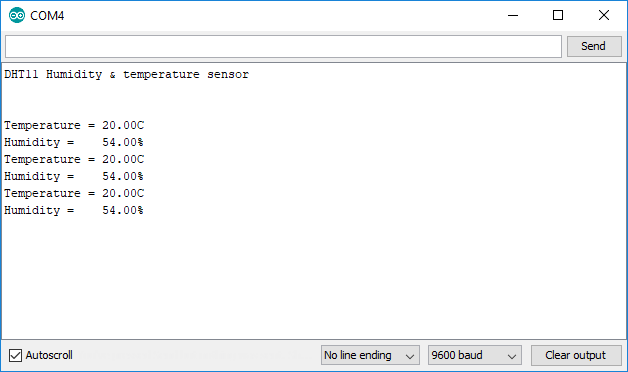 COM4
Send
DHT11 Humidity & temperature sensor
Temperature = 20.00C
Humidity =    54.00%
Temperature = 20.00C
Humidity =    54.00%
Temperature = 20.00C
Humidity =    54.00%
Autoscroll
No line ending
9600 baud
Clear output